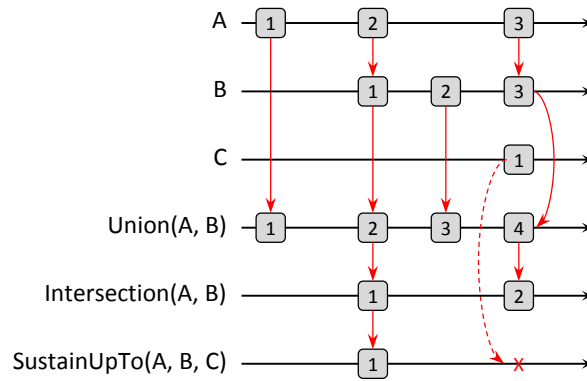 A 1 2 3
B 1 2 3
C 1
Union(A, B) 1 2 3 4
Intersection(A, B) 1 2
SustainUpTo(A, B, C) 1 x